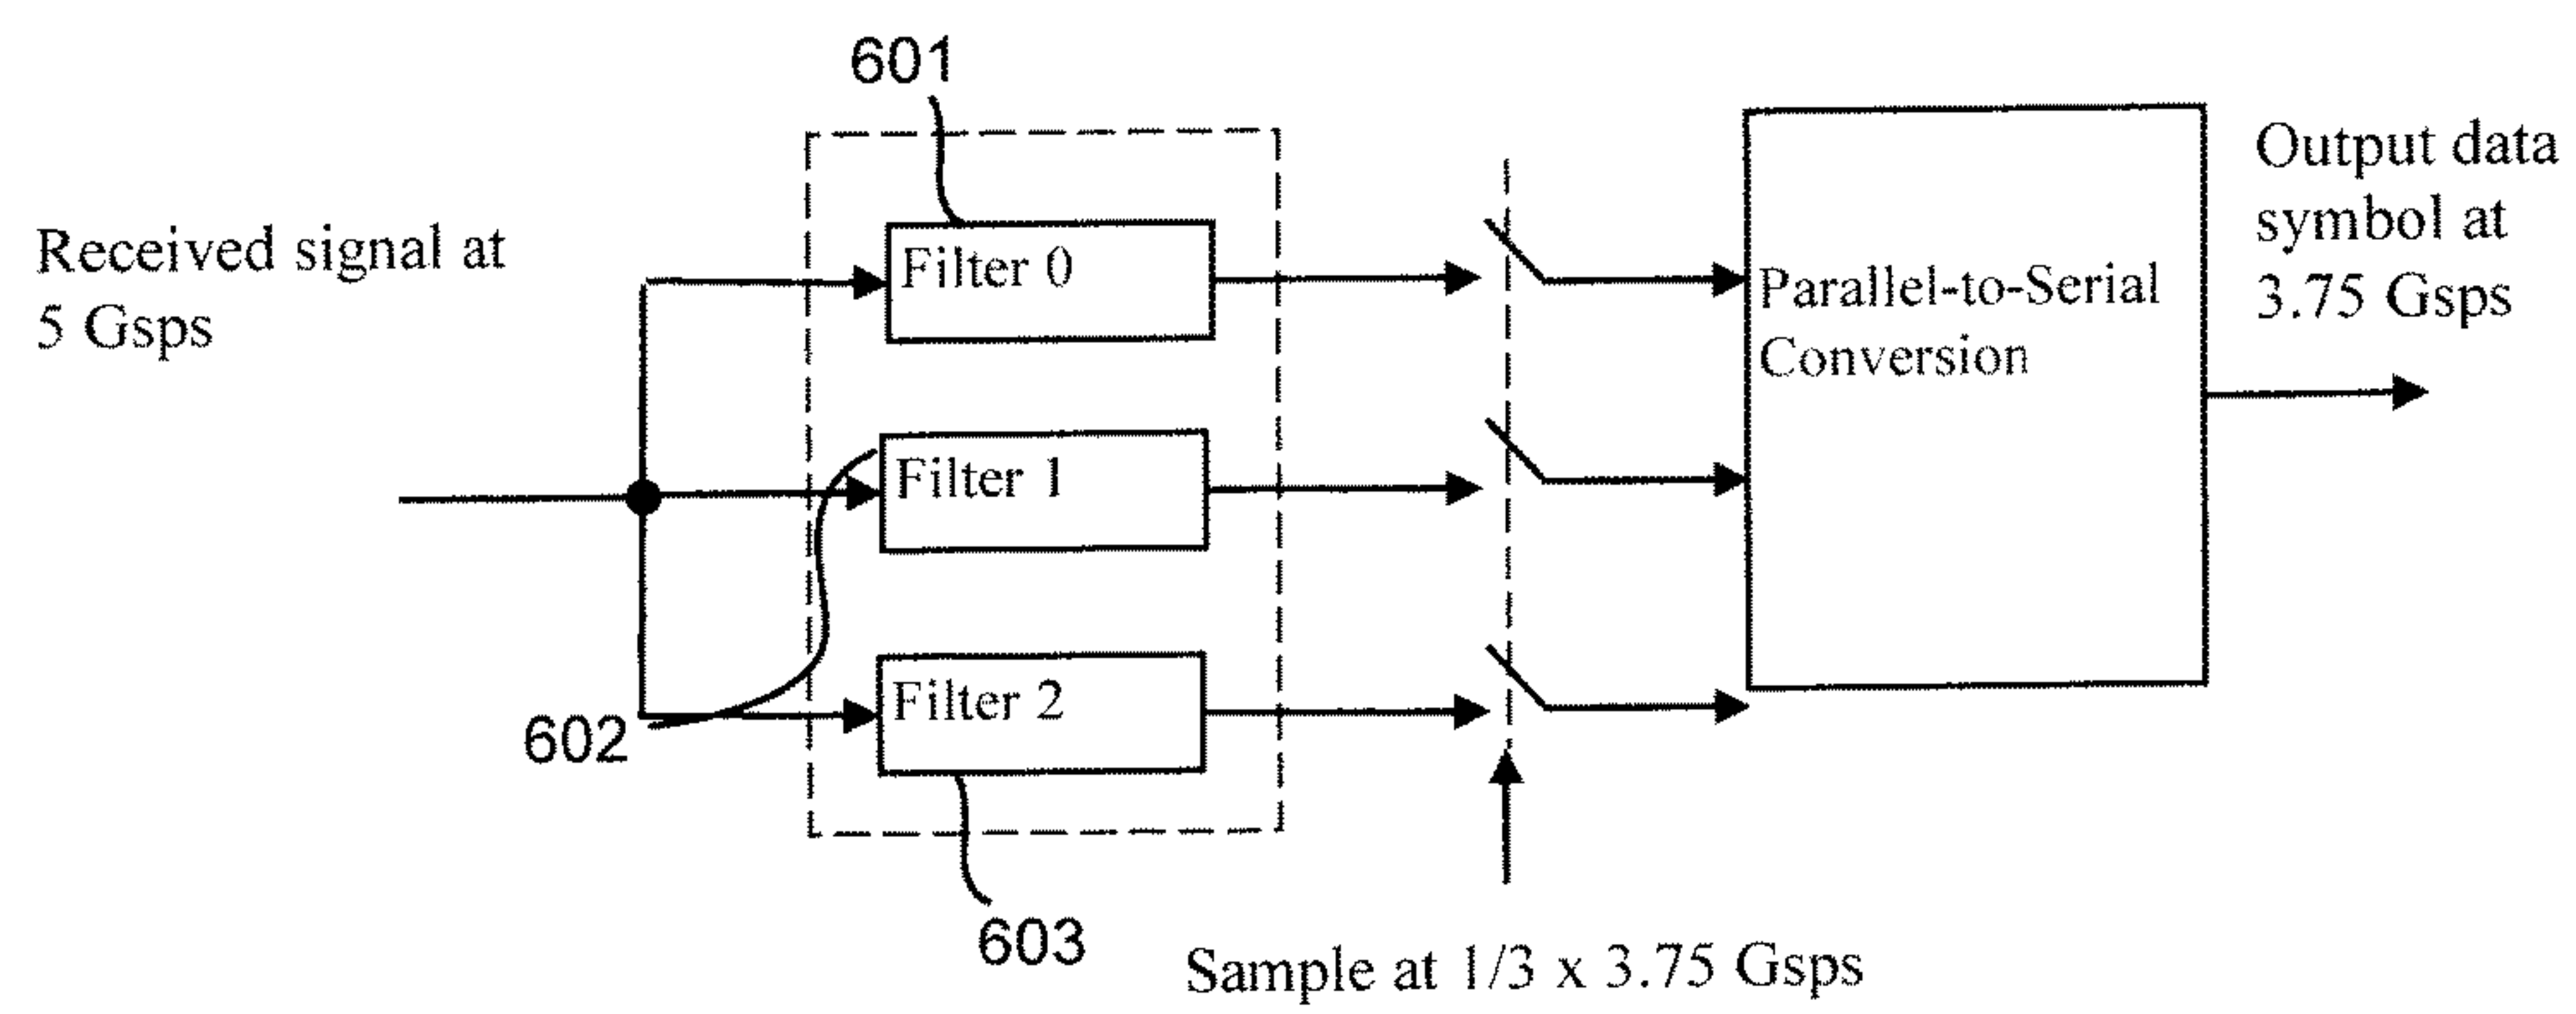 601
Received signal at
5 Gsps
Filter 0
Filter 1
Filter 2
602
603
Parallel-to-Serial
Conversion
Output data
symbol at
3.75 Gsps
Sample at 1/3 x 3.75 Gsps